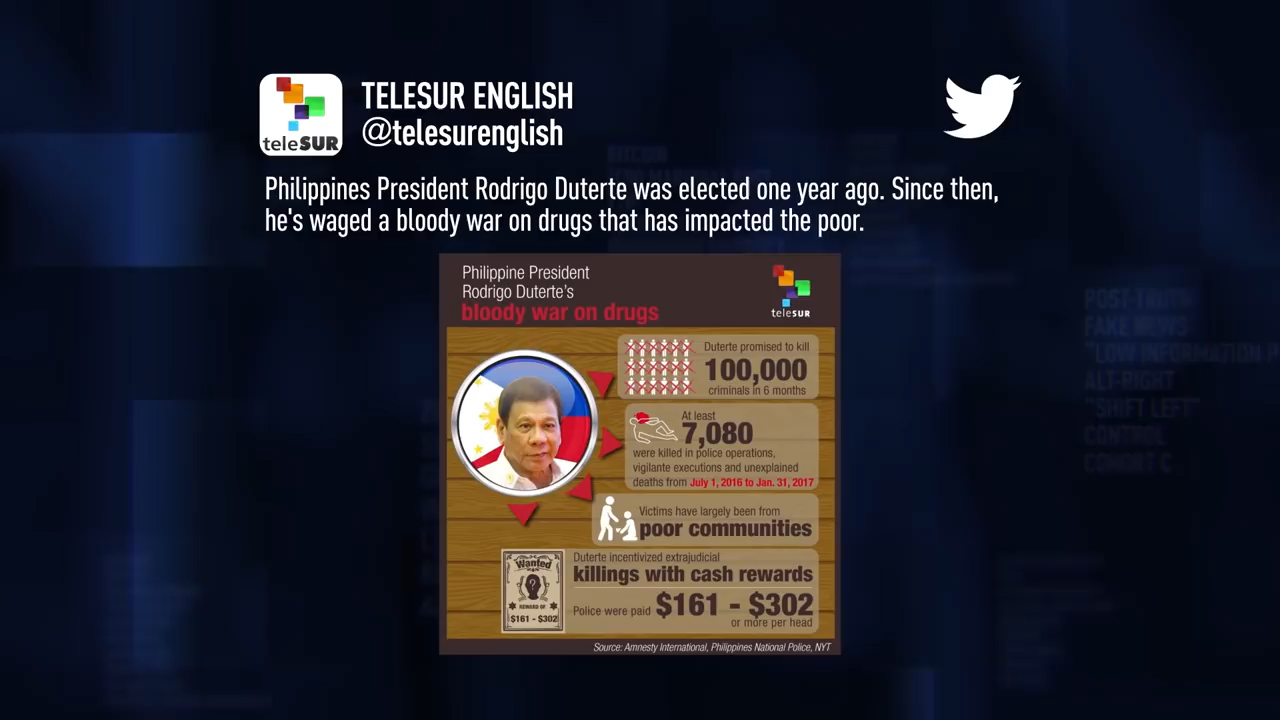 teleSUR
TELESUR ENGLISH
@telesurenglish
Philippines President Rodrigo Duterte was elected one year ago. Since then,
he's waged a bloody war on drugs that has impacted the poor.
Philippine President
Rodrigo Duterte's
bloody war on drugs
teleSUR
Duterte promised to kill
100,000
criminals in 6 months
At least
7,080
were killed in police operations,
vigilante executions and unexplained
deaths from July 1, 2016 to Jan. 31, 2017
Victims have largely been from
poor communities
Duterte incentivized extrajudicial
killings with cash rewards
Police were paid $161 - $302
or more per head
Wanted
REWARD OF
$161 - $302
Source: Amnesty International, Philippines National Police, NYT
POST-TRUTH
FAKE NEWS
"LOW INFORMATION
ALT-RIGHT
"SHIFT LEFT"
CONTROL
COHORT C